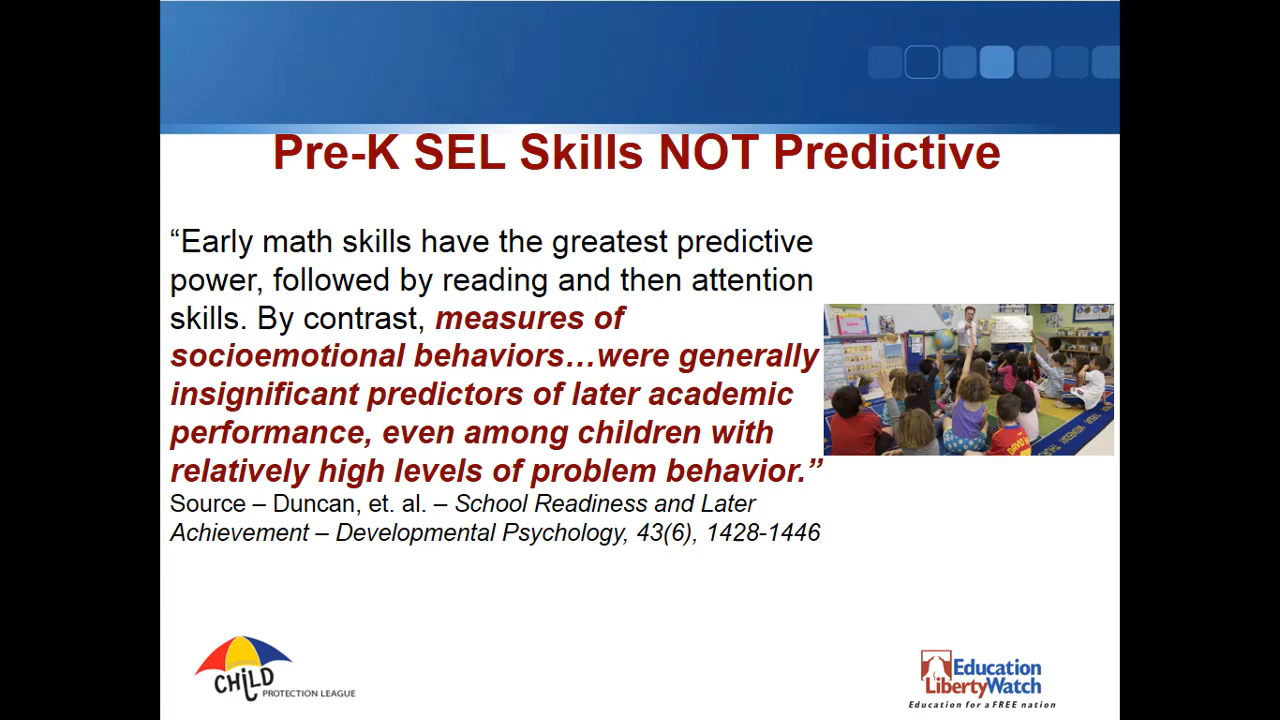 Pre-K SEL Skills NOT Predictive
“Early math skills have the greatest predictive
power, followed by reading and then attention
skills. By contrast, measures of
socioemotional behaviors…were generally
insignificant predictors of later academic
performance, even among children with
relatively high levels of problem behavior.”
Source – Duncan, et. al. – School Readiness and Later
Achievement – Developmental Psychology, 43(6), 1428-1446
CHILD
PROTECTION LEAGUE
Education
LibertyWatch
Education for a FREE nation